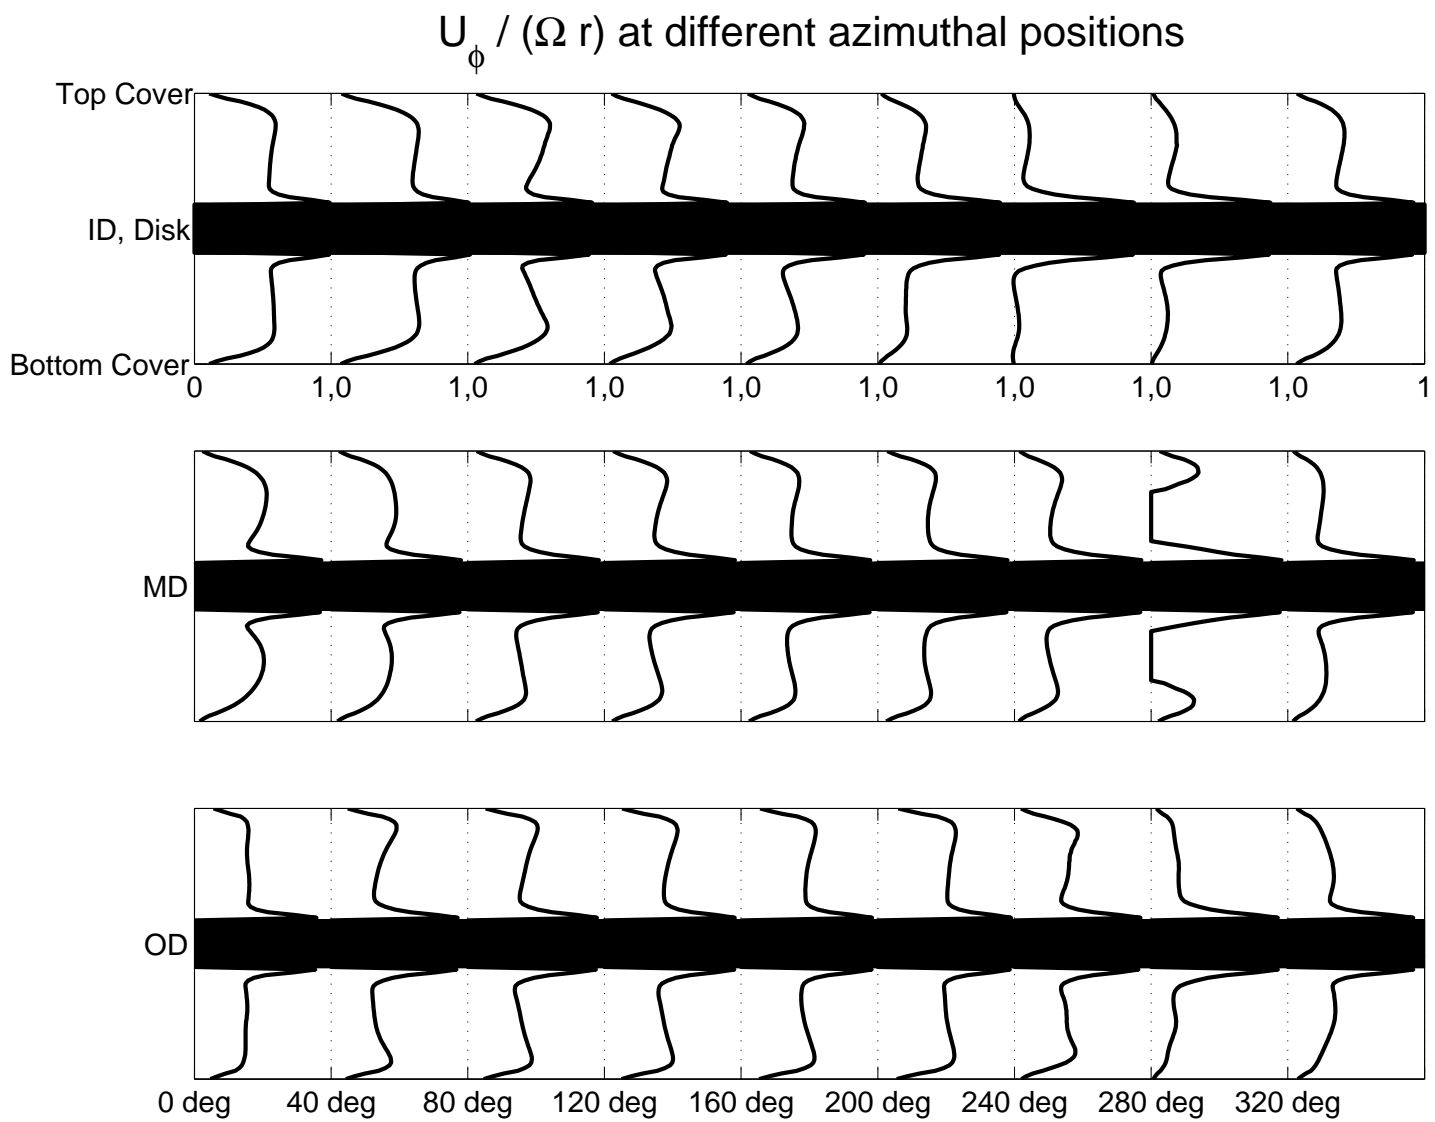 U_ϕ / (Ω r) at different azimuthal positions
Top Cover
ID, Disk
Bottom Cover
0 1,0 1,0 1,0 1,0 1,0 1,0 1,0 1,0 1
MD
OD
0 deg 40 deg 80 deg 120 deg 160 deg 200 deg 240 deg 280 deg 320 deg